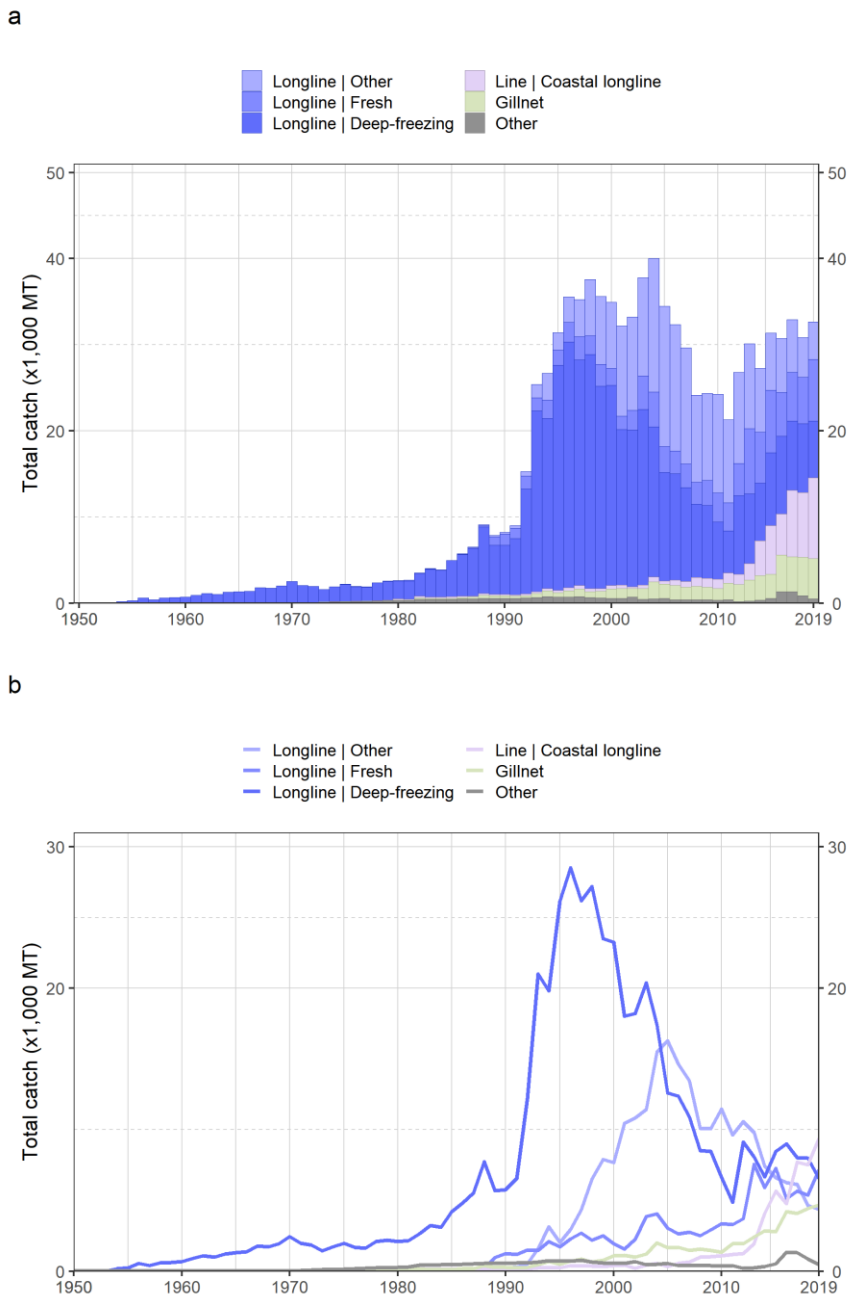 a
Longline | Other Line | Coastal longline
Longline | Fresh Gillnet
Longline | Deep-freezing Other
50 50
40 40
20 20
0 0
Total catch (x1,000 MT)
1950 1960 1970 1980 1990 2000 2010 2019
b
Longline | Other Line | Coastal longline
Longline | Fresh Gillnet
Longline | Deep-freezing Other
30 30
20 20
0 0
Total catch (x1,000 MT)
1950 1960 1970 1980 1990 2000 2010 2019